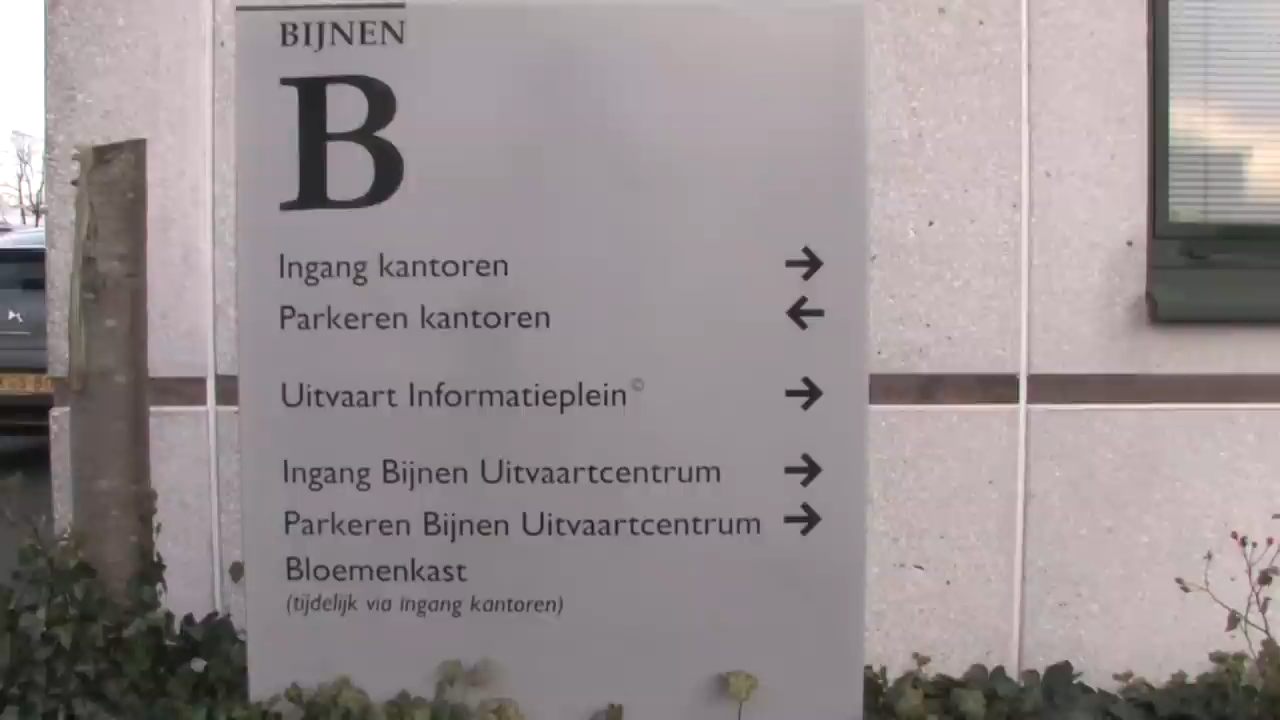 BIJNEN
B
Ingang kantoren →
Parkeren kantoren ←
Uitvaart Informatieplein©
→
Ingang Bijnen Uitvaartcentrum →
Parkeren Bijnen Uitvaartcentrum →
Bloemenkast
(tijdelijk via ingang kantoren)